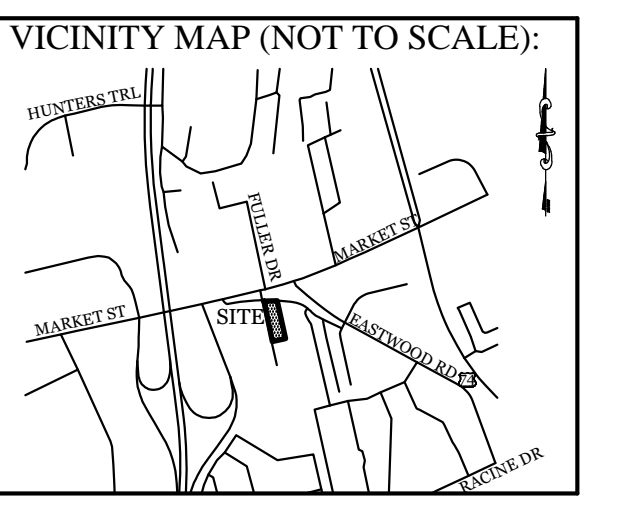 VICINITY MAP (NOT TO SCALE):
HUNTERS TRL
FULLER DR
MARKET ST
MARKET ST
SITE
EASTWOOD RD
74
RACINE DR